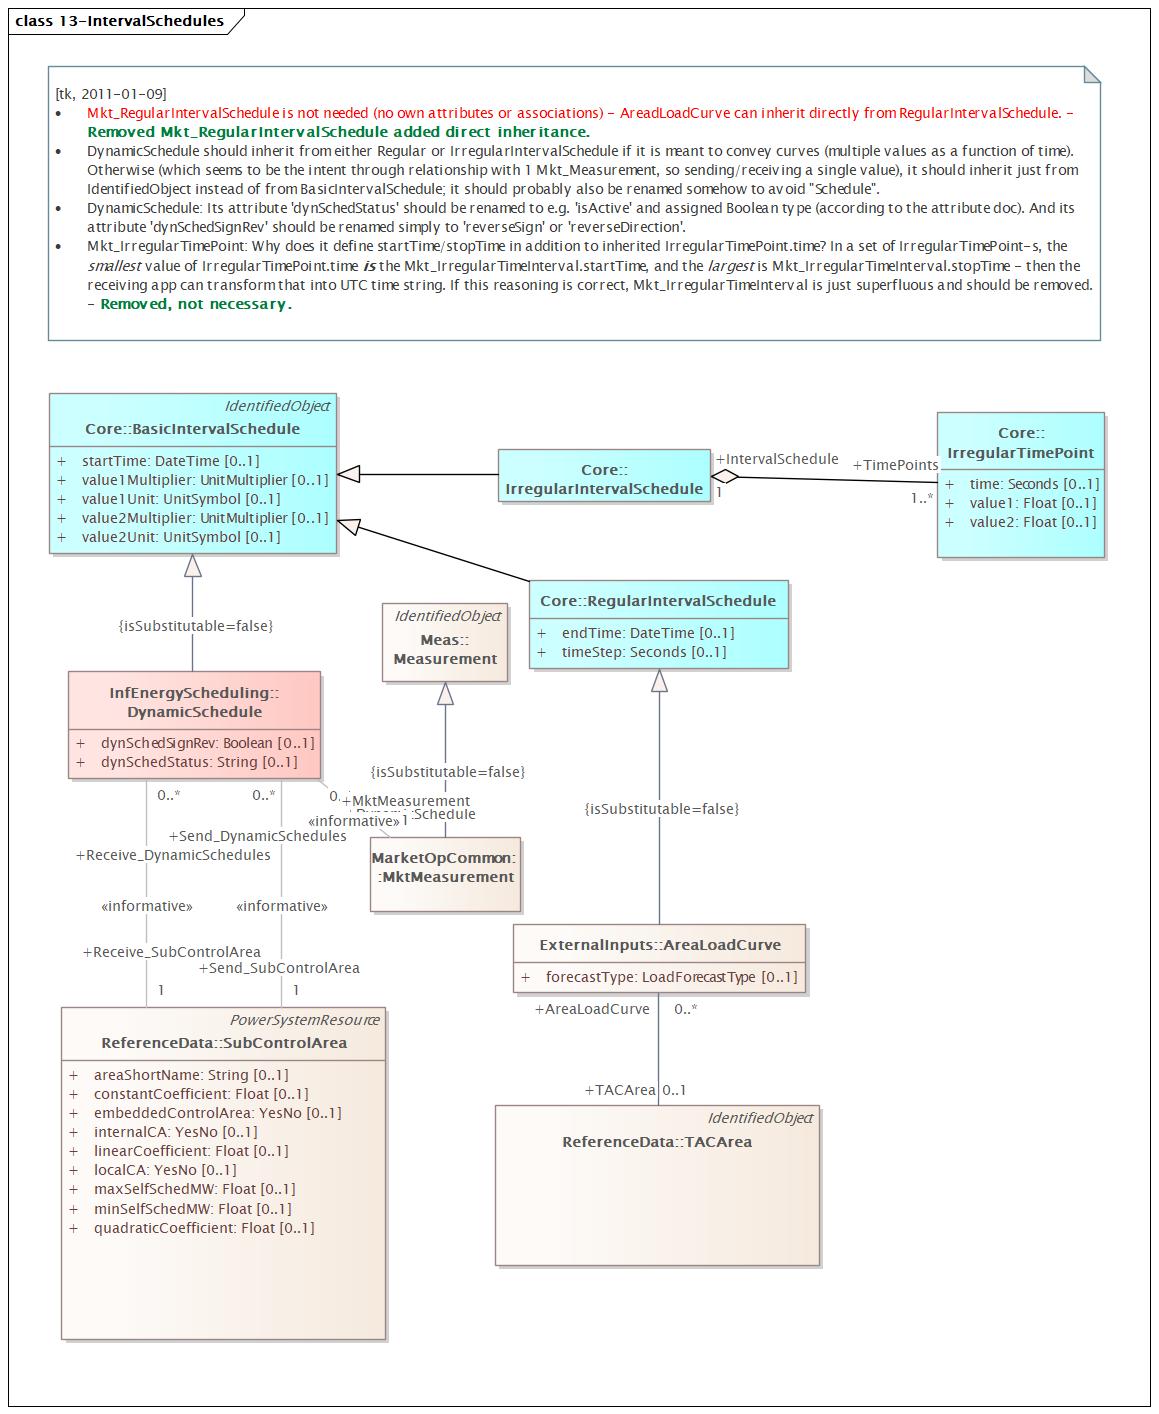 class 13-IntervalSchedules
[tk, 2011-01-09]
• Mkt_RegularIntervalSchedule is not needed (no own attributes or associations) - AreadLoadCurve can inherit directly from RegularIntervalSchedule. -
Removed Mkt_RegularIntervalSchedule added direct inheritance.
• DynamicSchedule should inherit from either Regular or IrregularIntervalSchedule if it is meant to convey curves (multiple values as a function of time).
Otherwise (which seems to be the intent through relationship with 1 Mkt_Measurement, so sending/receiving a single value), it should inherit just from
IdentifiedObject instead of from BasicIntervalSchedule; it should probably also be renamed somehow to avoid "Schedule".
• DynamicSchedule: Its attribute 'dynSchedStatus' should be renamed to e.g. 'isActive' and assigned Boolean type (according to the attribute doc). And its
attribute 'dynSchedSignRev' should be renamed simply to 'reverseSign' or 'reverseDirection'.
• Mkt_IrregularTimePoint: Why does it define startTime/stopTime in addition to inherited IrregularTimePoint.time? In a set of IrregularTimePoint-s, the
smallest value of IrregularTimePoint.time is the Mkt_IrregularTimeInterval.startTime, and the largest is Mkt_IrregularTimeInterval.stopTime - then the
receiving app can transform that into UTC time string. If this reasoning is correct, Mkt_IrregularTimeInterval is just superfluous and should be removed.
- Removed, not necessary.
IdentifiedObject
Core::BasicIntervalSchedule
+ startTime: DateTime [0..1]
+ value1Multiplier: UnitMultiplier [0..1]
+ value1Unit: UnitSymbol [0..1]
+ value2Multiplier: UnitMultiplier [0..1]
+ value2Unit: UnitSymbol [0..1]
Core::
IrregularIntervalSchedule
+IntervalSchedule
1
+TimePoints
1..*
Core::
IrregularTimePoint
+ time: Seconds [0..1]
+ value1: Float [0..1]
+ value2: Float [0..1]
Core::RegularIntervalSchedule
+ endTime: DateTime [0..1]
+ timeStep: Seconds [0..1]
{isSubstitutable=false}
IdentifiedObject
Meas::
Measurement
InfEnergyScheduling::
DynamicSchedule
+ dynSchedSignRev: Boolean [0..1]
+ dynSchedStatus: String [0..1]
{isSubstitutable=false}
0..*
0..*
+MktMeasurement
«informative» 1
+Send_DynamicSchedules
+Receive_DynamicSchedules
{isSubstitutable=false}
MarketOpCommon:
:MktMeasurement
«informative»
«informative»
+Receive_SubControlArea
+Send_SubControlArea
1
1
ExternalInputs::AreaLoadCurve
+ forecastType: LoadForecastType [0..1]
+AreaLoadCurve
0..*
+TACArea
0..1
PowerSystemResource
ReferenceData::SubControlArea
+ areaShortName: String [0..1]
+ constantCoefficient: Float [0..1]
+ embeddedControlArea: YesNo [0..1]
+ internalCA: YesNo [0..1]
+ linearCoefficient: Float [0..1]
+ localCA: YesNo [0..1]
+ maxSelfSchedMW: Float [0..1]
+ minSelfSchedMW: Float [0..1]
+ quadraticCoefficient: Float [0..1]
IdentifiedObject
ReferenceData::TACArea